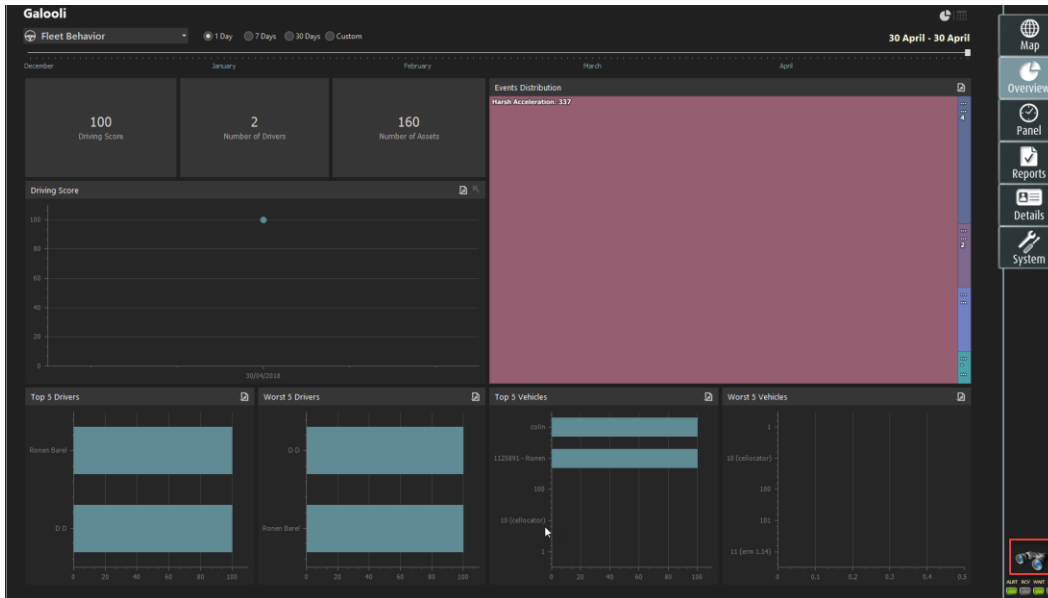 Galooli
Fleet Behavior
1 Day 7 Days 30 Days Custom
30 April - 30 April
December January February March April
100
Driving Score
2
Number of Drivers
160
Number of Assets
Events Distribution
Harsh Acceleration: 337
...
...
4
...
...
2
...
...
...
...
Driving Score
100
80
60
40
20
0
30/04/2018
Top 5 Drivers
Ronen Barel
D D
0 20 40 60 80 100
Worst 5 Drivers
D D
Ronen Barel
0 20 40 60 80 100
Top 5 Vehicles
colin
1125891 - Ronen
100
10 (cellocator)
1
0 20 40 60 80 100
Worst 5 Vehicles
1
10 (cellocator)
100
101
11 (erm 1.14)
0 0.1 0.2 0.3 0.4 0.5
Map
Overview
Panel
Reports
Details
System
ALRT RCV WAIT